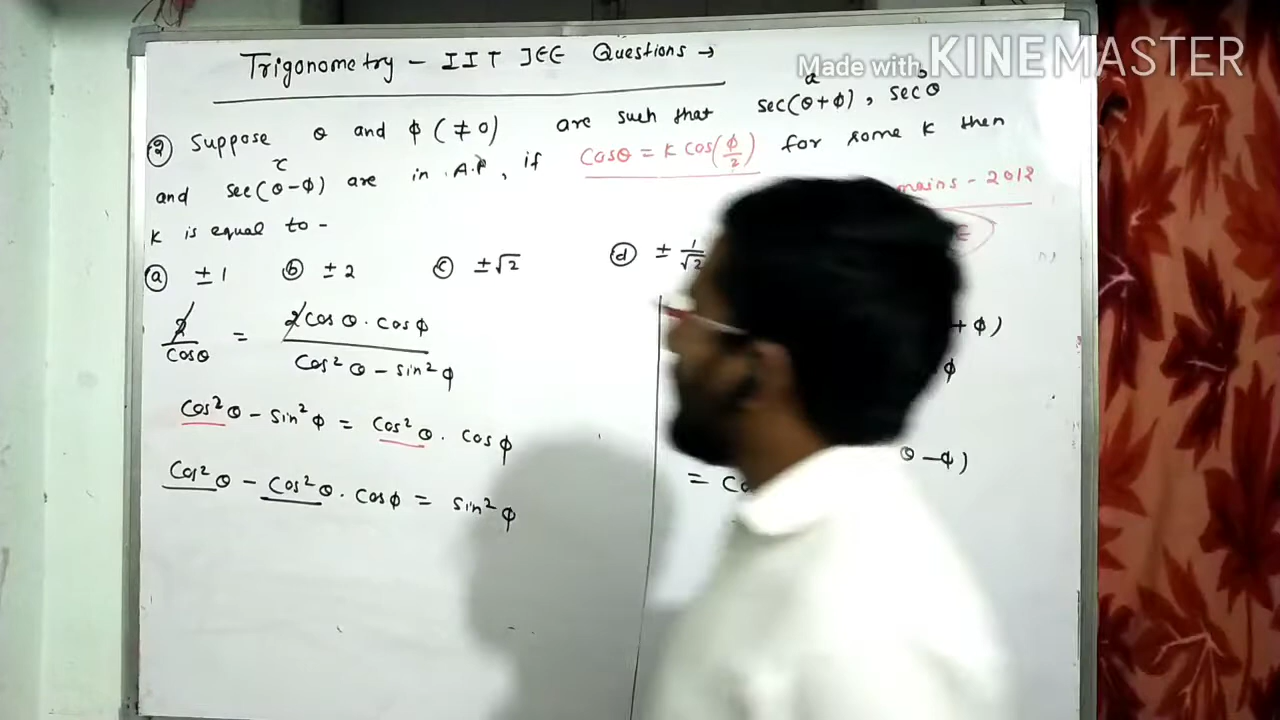 Made with KINEMASTER
Trigonometry - IIT JEE Questions →
a b
Q Suppose θ and ϕ (≠0) are such that sec(θ+ϕ), secθ
c
and sec(θ-ϕ) are in A.P, if Cosθ = K cos(ϕ/2) for some K then
mains - 2012
K is equal to -
ⓐ ±1 ⓑ ±2 ⓒ ±√2 ⓓ ± 1/√2
2/cosθ = 2cosθ · cosϕ / Cos²θ - sin²ϕ
+ ϕ)
ϕ
Cos²θ - sin²ϕ = Cos²θ · cosϕ
θ - ϕ)
Cos²θ - Cos²θ · cosϕ = sin²ϕ
=